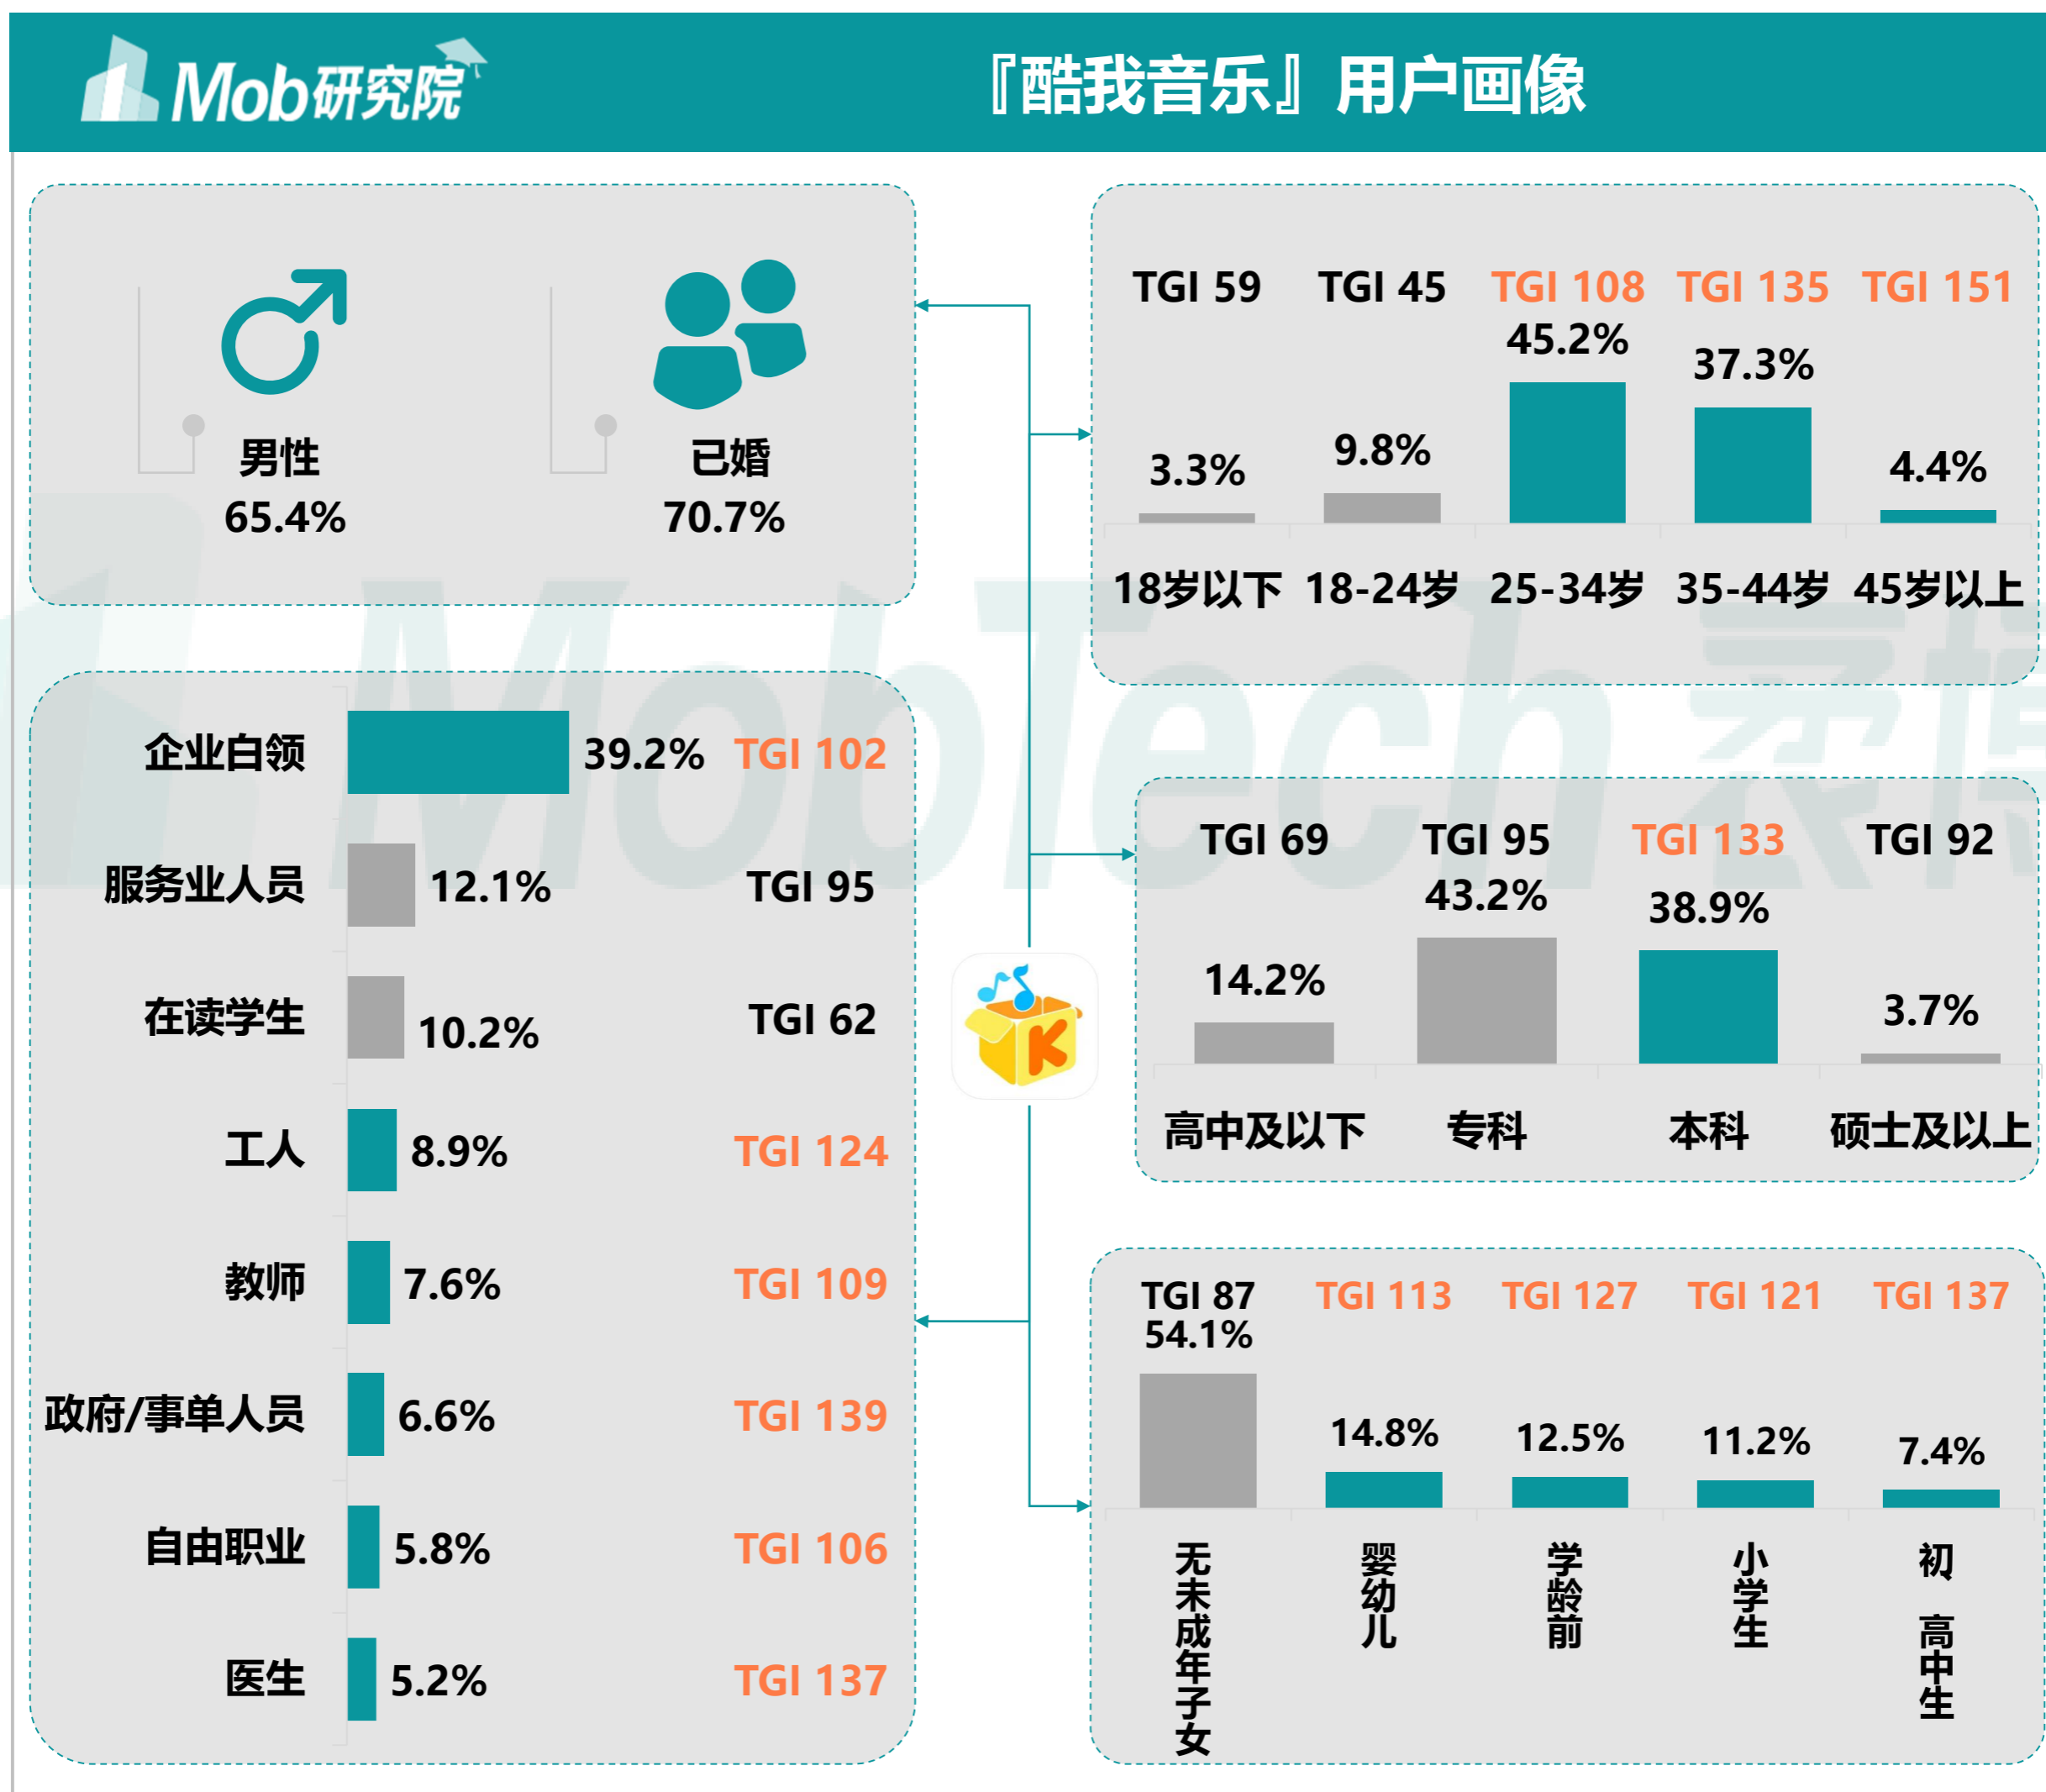 Mob研究院
『酷我音乐』用户画像
男性
65.4%
已婚
70.7%
TGI 59 TGI 45 TGI 108 TGI 135 TGI 151
3.3% 9.8% 45.2% 37.3% 4.4%
18岁以下 18-24岁 25-34岁 35-44岁 45岁以上
企业白领 39.2% TGI 102
服务业人员 12.1% TGI 95
在读学生 10.2% TGI 62
工人 8.9% TGI 124
教师 7.6% TGI 109
政府/事单人员 6.6% TGI 139
自由职业 5.8% TGI 106
医生 5.2% TGI 137
K
TGI 69 TGI 95 TGI 133 TGI 92
14.2% 43.2% 38.9% 3.7%
高中及以下 专科 本科 硕士及以上
TGI 87 TGI 113 TGI 127 TGI 121 TGI 137
54.1% 14.8% 12.5% 11.2% 7.4%
无未成年子女 婴幼儿 学龄前 小学生 初 高中生
MobTech